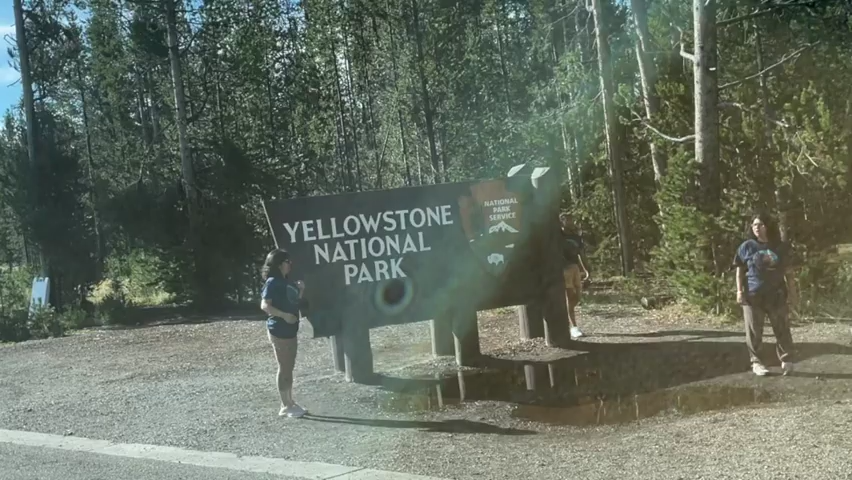 YELLOWSTONE
NATIONAL
PARK
NATIONAL
PARK
SERVICE